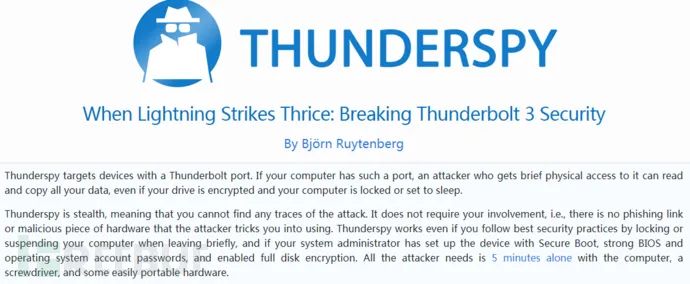 THUNDERSPY
When Lightning Strikes Thrice: Breaking Thunderbolt 3 Security
By Björn Ruytenberg
Thunderspy targets devices with a Thunderbolt port. If your computer has such a port, an attacker who gets brief physical access to it can read
and copy all your data, even if your drive is encrypted and your computer is locked or set to sleep.
Thunderspy is stealth, meaning that you cannot find any traces of the attack. It does not require your involvement, i.e., there is no phishing link
or malicious piece of hardware that the attacker tricks you into using. Thunderspy works even if you follow best security practices by locking or
suspending your computer when leaving briefly, and if your system administrator has set up the device with Secure Boot, strong BIOS and
operating system account passwords, and enabled full disk encryption. All the attacker needs is 5 minutes alone with the computer, a
screwdriver, and some easily portable hardware.